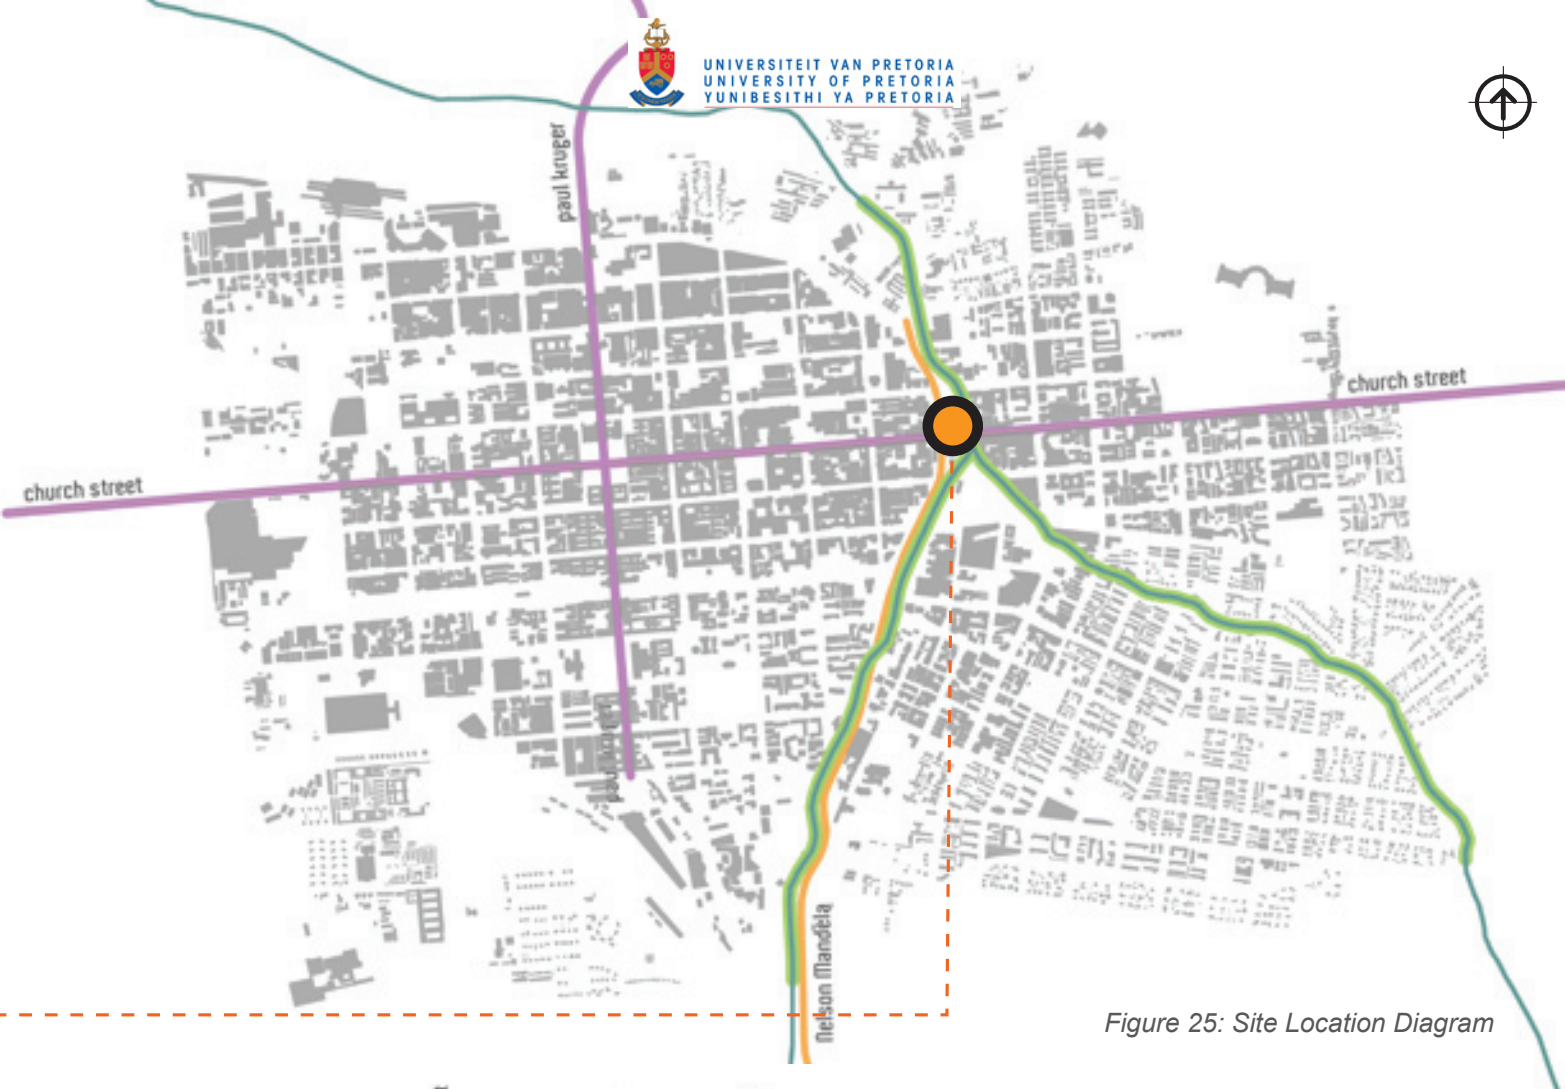 UNIVERSITEIT VAN PRETORIA
UNIVERSITY OF PRETORIA
YUNIBESITHI YA PRETORIA
paul kruger
church street
church street
paul kruger
Nelson Mandela
Figure 25: Site Location Diagram